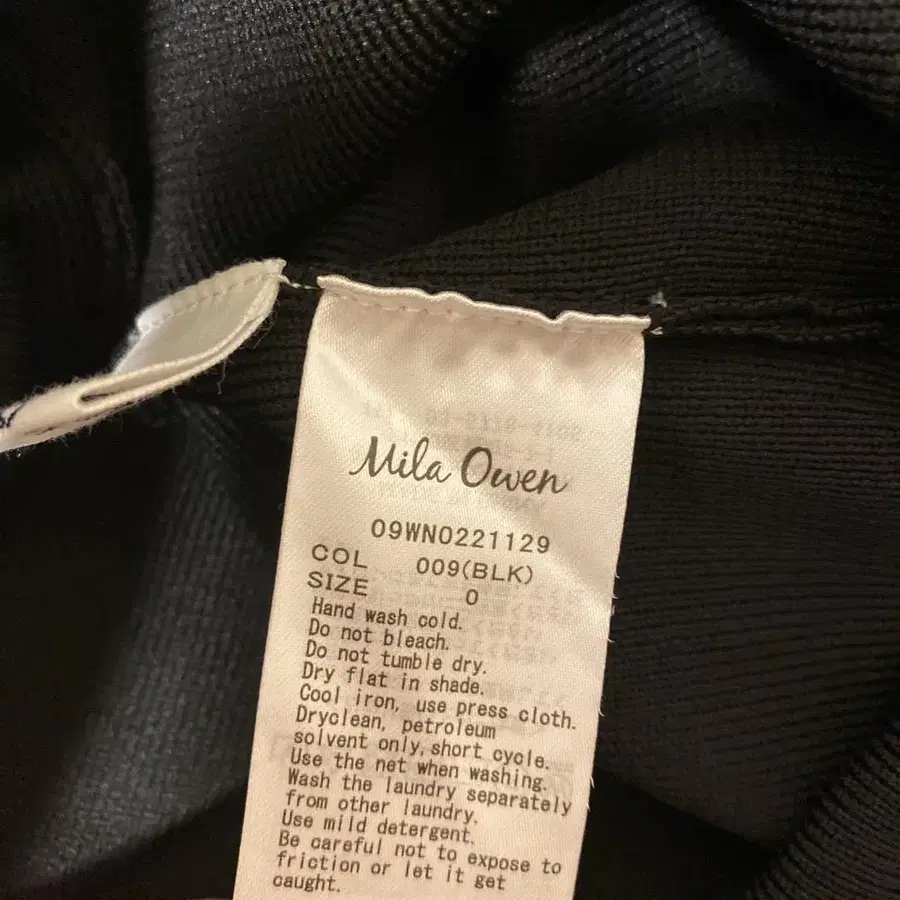 Mila Owen
09WNO221129
COL 009(BLK)
SIZE 0
Hand wash cold.
Do not bleach.
Do not tumble dry.
Dry flat in shade.
Cool iron, use press cloth.
Dryclean, petroleum
solvent only, short cycle.
Use the net when washing.
Wash the laundry separately
from other laundry.
Use mild detergent.
Be careful not to expose to
friction or let it get
caught.